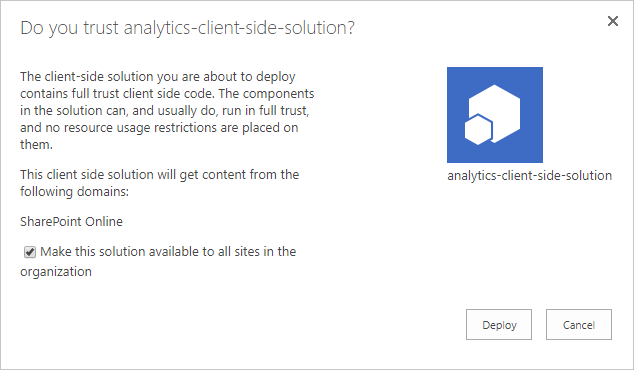 Do you trust analytics-client-side-solution?
The client-side solution you are about to deploy
contains full trust client side code. The components
in the solution can, and usually do, run in full trust,
and no resource usage restrictions are placed on
them.
This client side solution will get content from the
following domains:
SharePoint Online
Make this solution available to all sites in the
organization
analytics-client-side-solution
Deploy
Cancel